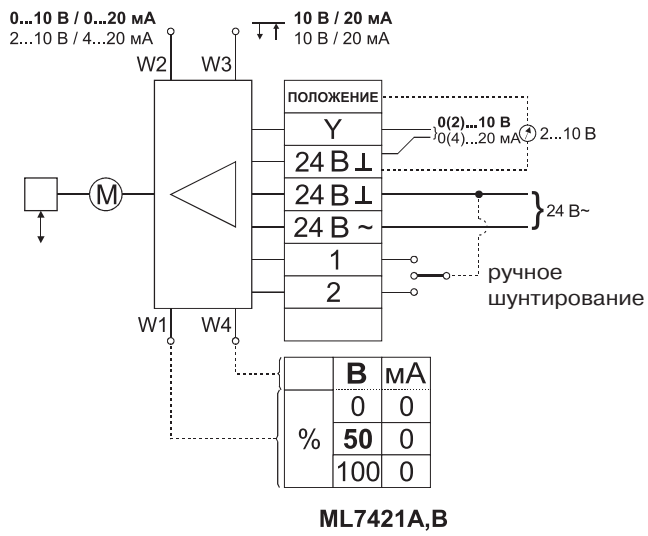 0...10 В / 0...20 мА
2...10 В / 4...20 мА
10 В / 20 мА
10 В / 20 мА
W2
W3
ПОЛОЖЕНИЕ
Y
0(2)...10 В
0(4)...20 мА
2...10 В
24 В ⊥
24 В ⊥
24 В ~
24 В~
М
1
2
ручное
шунтирование
W1
W4
В мА
0 0
% 50 0
100 0
ML7421A,B